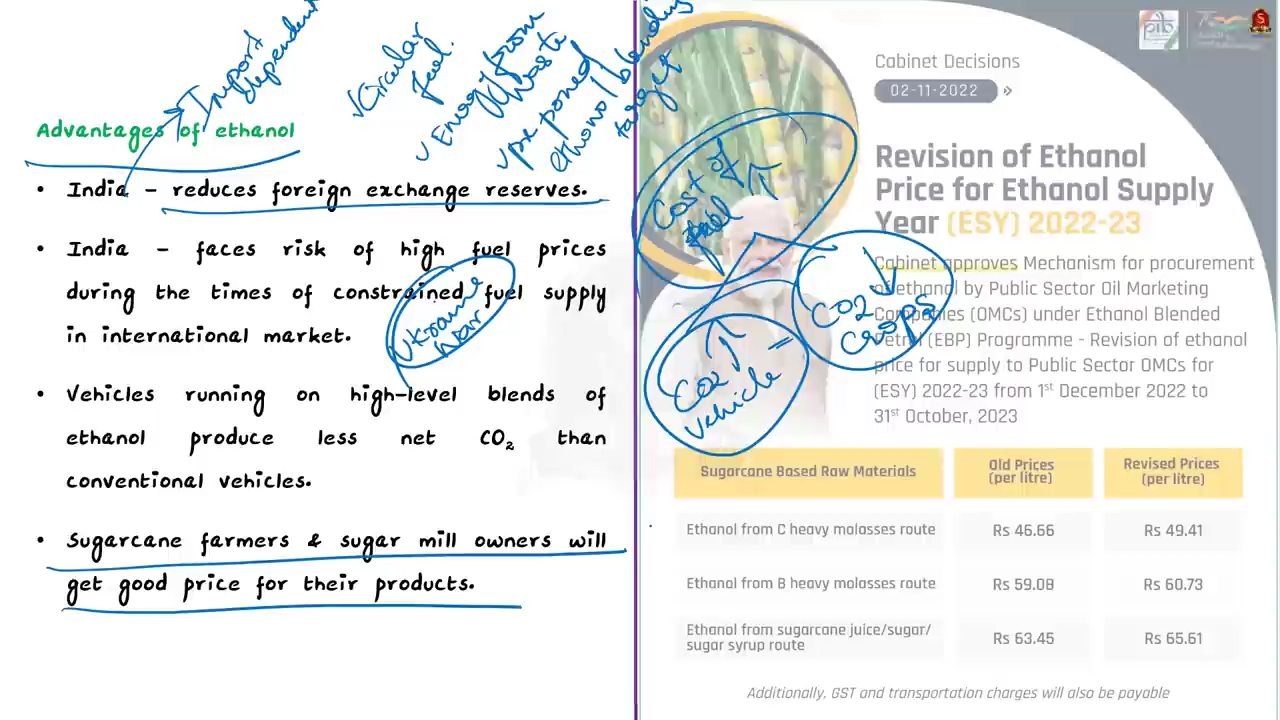 Import
dependent
√Circular
fuel.
√Energy from
waste
√pre poned
ethanol blending
target
Advantages of ethanol
• India – reduces foreign exchange reserves.
• India – faces risk of high fuel prices
during the times of constrained fuel supply
in international market.
Ukraine
War
• Vehicles running on high-level blends of
ethanol produce less net CO₂ than
conventional vehicles.
• Sugarcane farmers & sugar mill owners will
get good price for their products.
pib
Cabinet Decisions
02-11-2022
Revision of Ethanol
Price for Ethanol Supply
Year (ESY) 2022-23
Cabinet approves Mechanism for procurement
of ethanol by Public Sector Oil Marketing
Companies (OMCs) under Ethanol Blended
Petrol (EBP) Programme - Revision of ethanol
price for supply to Public Sector OMCs for
(ESY) 2022-23 from 1st December 2022 to
31st October, 2023
Cost of ↑
fuel
CO2 ↓
crops
CO2 ↑
vehicle
Sugarcane Based Raw Materials Old Prices (per litre) Revised Prices (per litre)
Ethanol from C heavy molasses route Rs 46.66 Rs 49.41
Ethanol from B heavy molasses route Rs 59.08 Rs 60.73
Ethanol from sugarcane juice/sugar/
sugar syrup route Rs 63.45 Rs 65.61
Additionally, GST and transportation charges will also be payable